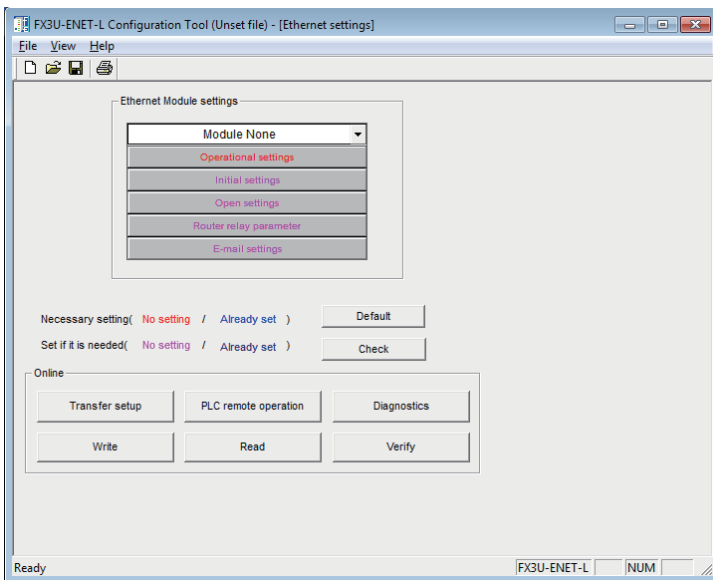 FX3U-ENET-L Configuration Tool (Unset file) - [Ethernet settings]
File View Help
Ethernet Module settings
Module None
Operational settings
Initial settings
Open settings
Router relay parameter
E-mail settings
Necessary setting( No setting / Already set ) Default
Set if it is needed( No setting / Already set ) Check
Online
Transfer setup PLC remote operation Diagnostics
Write Read Verify
Ready FX3U-ENET-L NUM